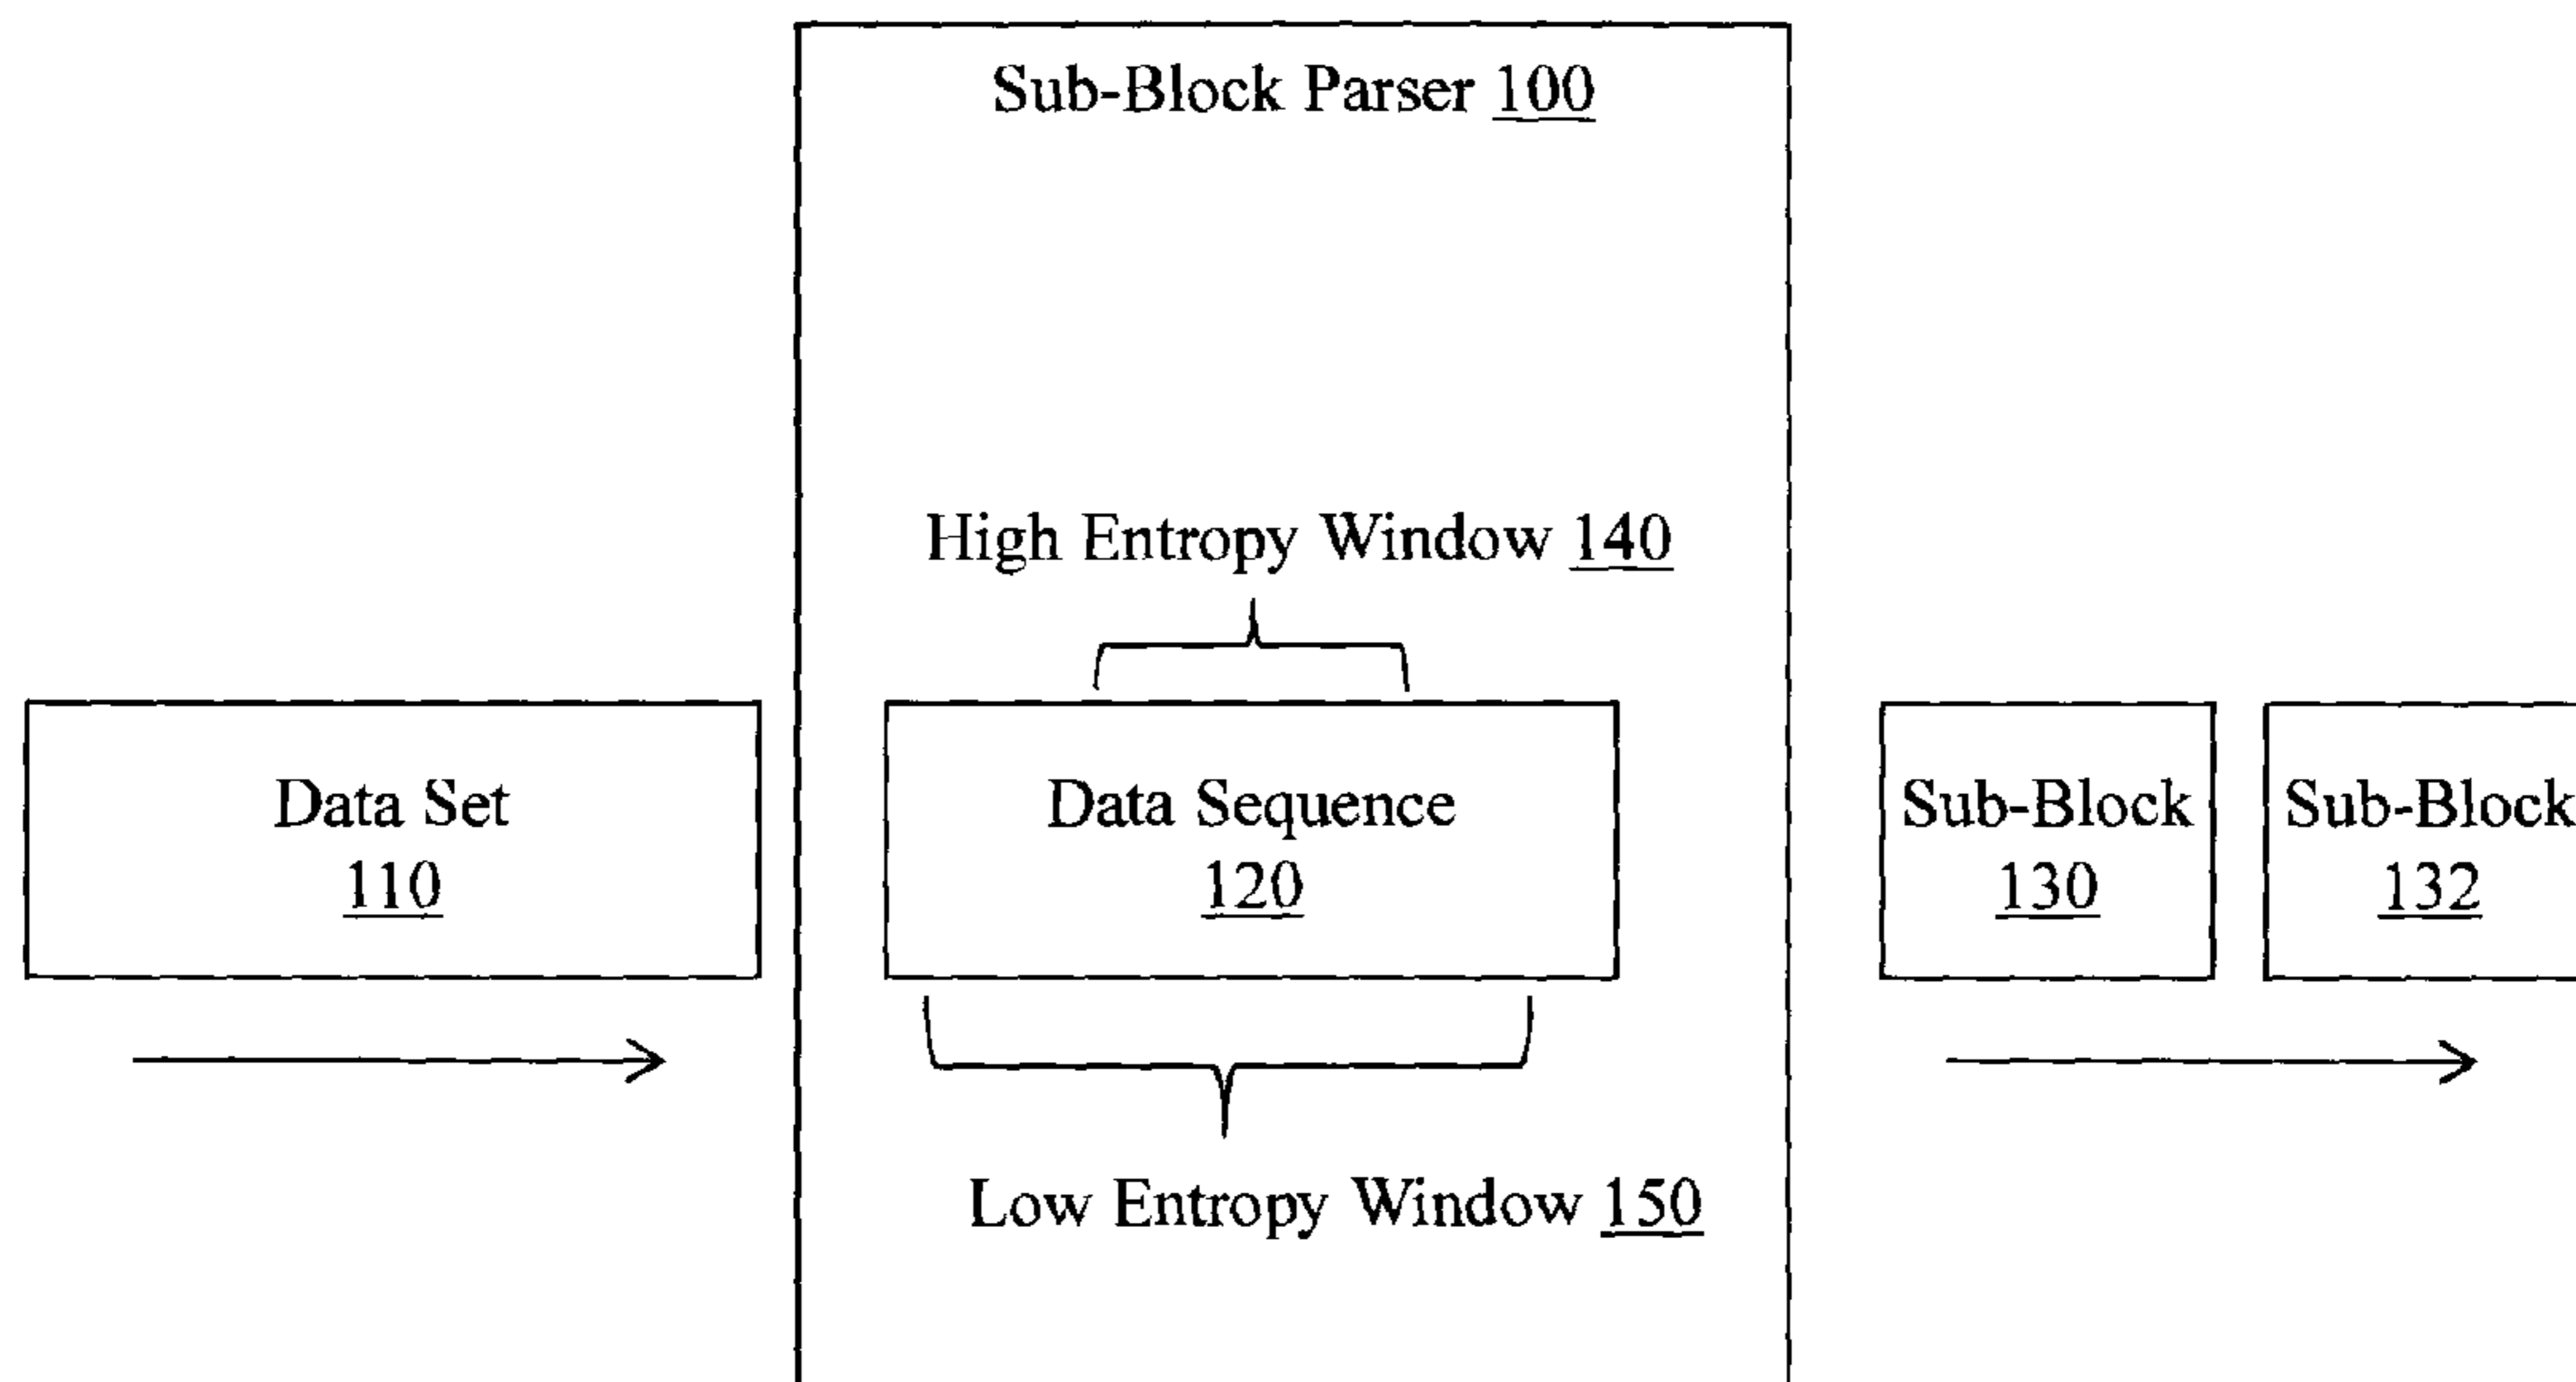 Sub-Block Parser 100
High Entropy Window 140
Data Set
110
Data Sequence
120
Sub-Block
130
Sub-Block
132
Low Entropy Window 150